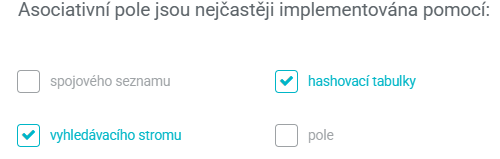 Asociativní pole jsou nejčastěji implementována pomocí:
spojového seznamu
hashovací tabulky
vyhledávacího stromu
pole